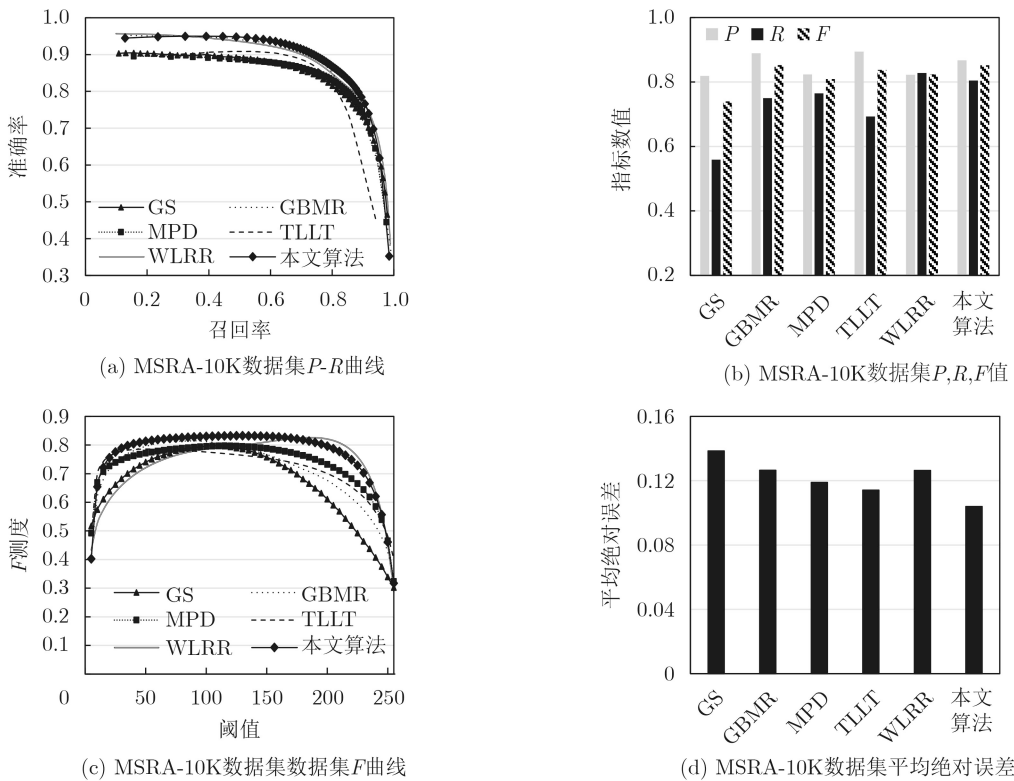 1.0
0.9
0.8
0.7
0.6
0.5
0.4
0.3
准确率
GS
GBMR
MPD
TLLT
WLRR
本文算法
0
0.2
0.4
0.6
0.8
1.0
召回率
(a) MSRA-10K数据集P-R曲线
1.0
0.8
0.6
0.4
0.2
指标数值
P
R
F
GS
GBMR
MPD
TLLT
WLRR
本文
算法
(b) MSRA-10K数据集P,R,F值
0.9
0.8
0.7
0.6
0.5
0.4
0.3
0.2
0.1
F测度
GS
GBMR
MPD
TLLT
WLRR
本文算法
0
50
100
150
200
250
阈值
(c) MSRA-10K数据集数据集F曲线
0.16
0.12
0.08
0.04
0
平均绝对误差
GS
GBMR
MPD
TLLT
WLRR
本文
算法
(d) MSRA-10K数据集平均绝对误差